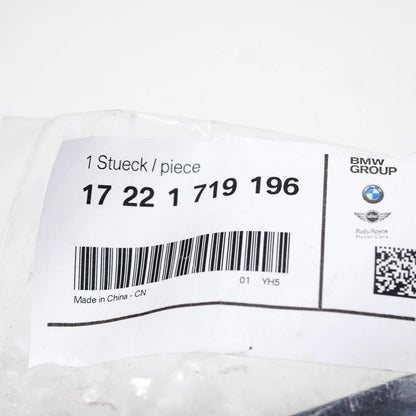 1 Stueck / piece
17 22 1 719 196
01 YH5
Made in China - CN
BMW
GROUP
Rolls-Royce
Motor Cars